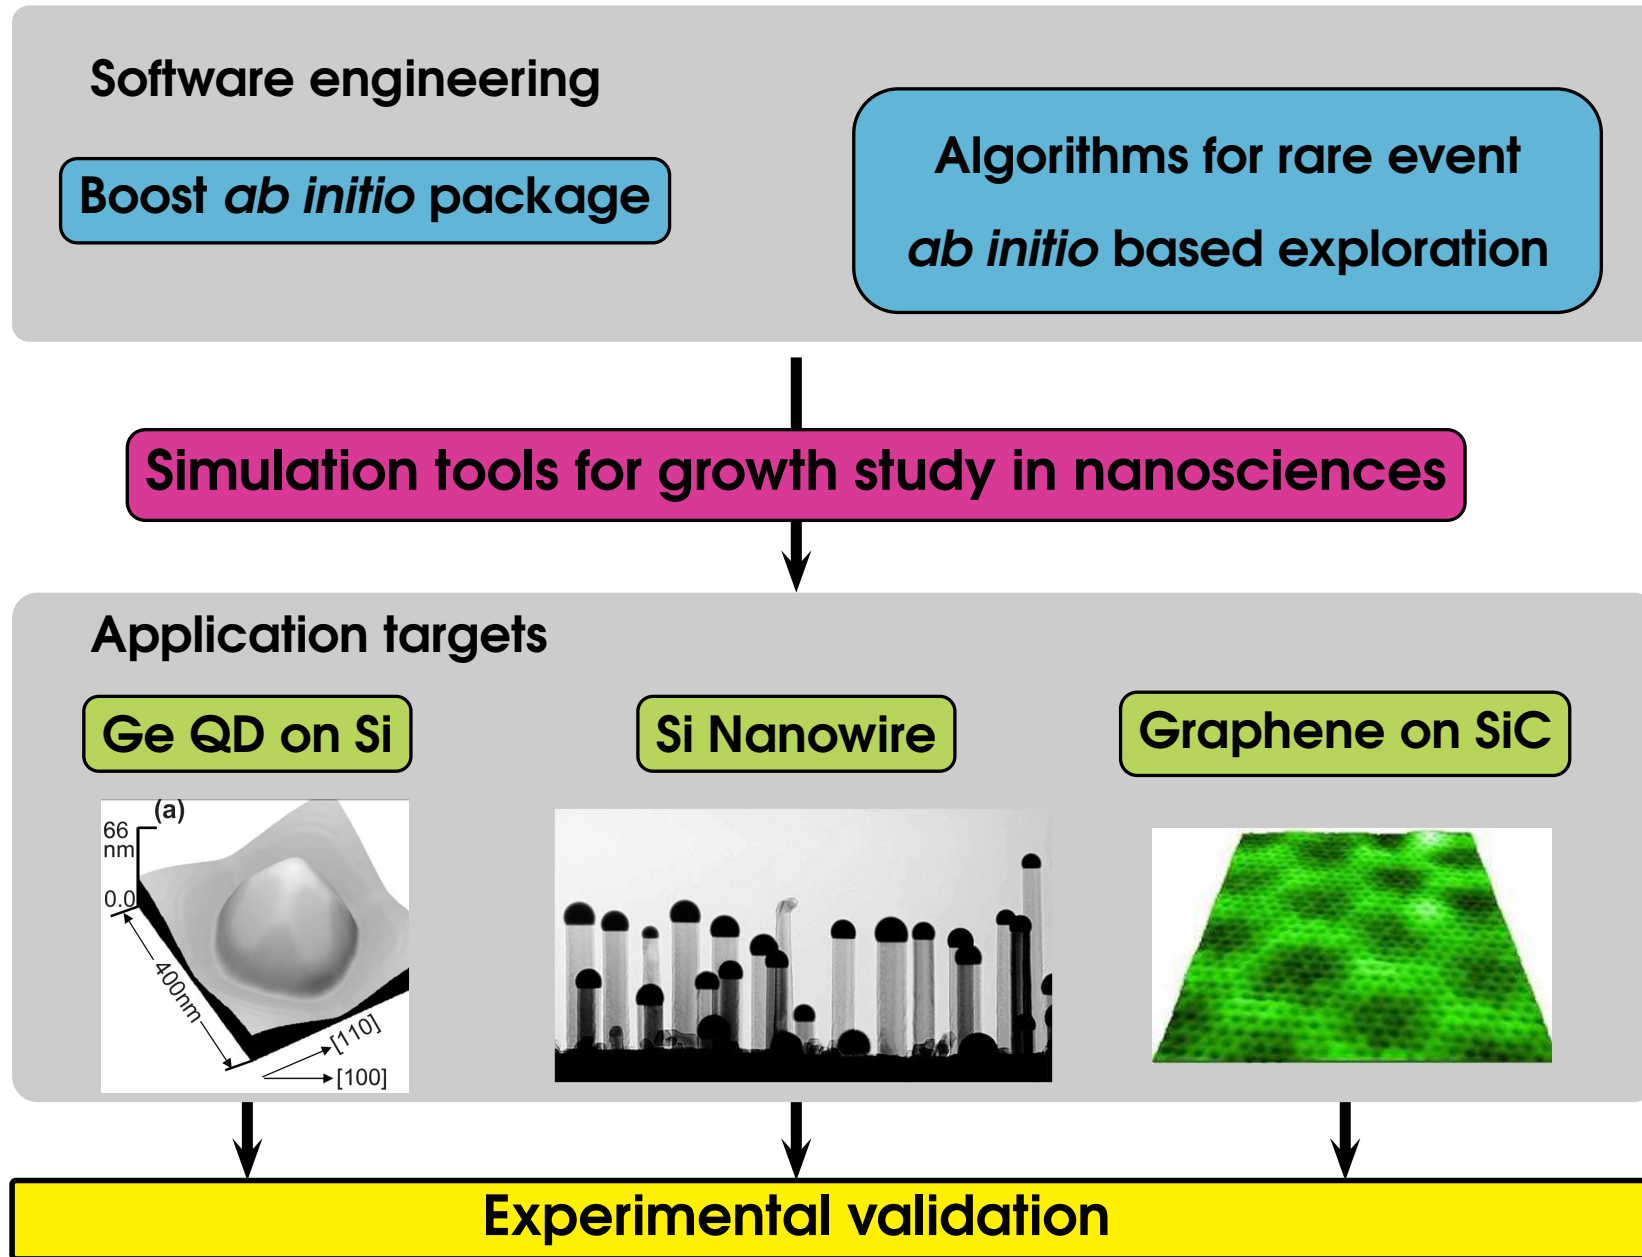 Software engineering
Boost ab initio package
Algorithms for rare event
ab initio based exploration
Simulation tools for growth study in nanosciences
Application targets
Ge QD on Si
Si Nanowire
Graphene on SiC
(a)
66
nm
0.0
400nm
[110]
[100]
Experimental validation